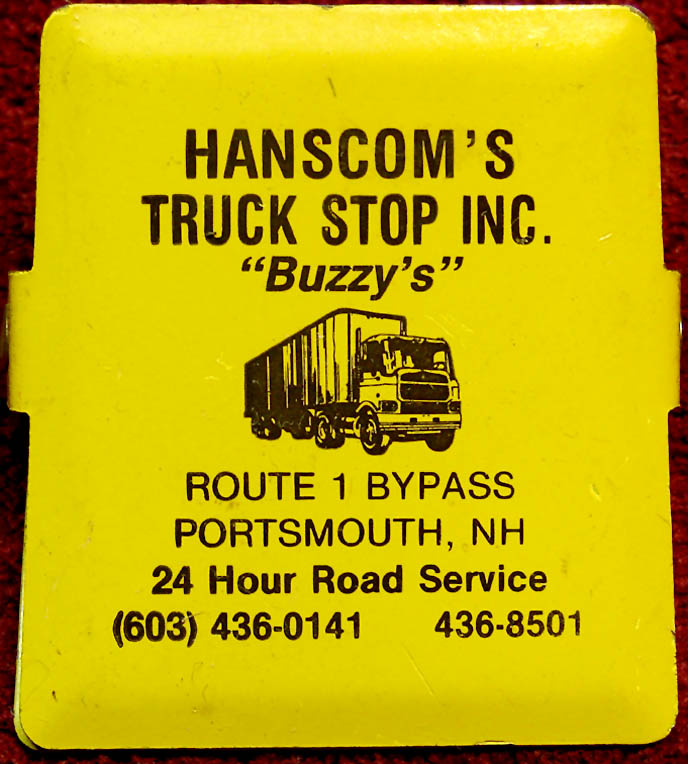 HANSCOM'S
TRUCK STOP INC.
“Buzzy's”
ROUTE 1 BYPASS
PORTSMOUTH, NH
24 Hour Road Service
(603) 436-0141 436-8501